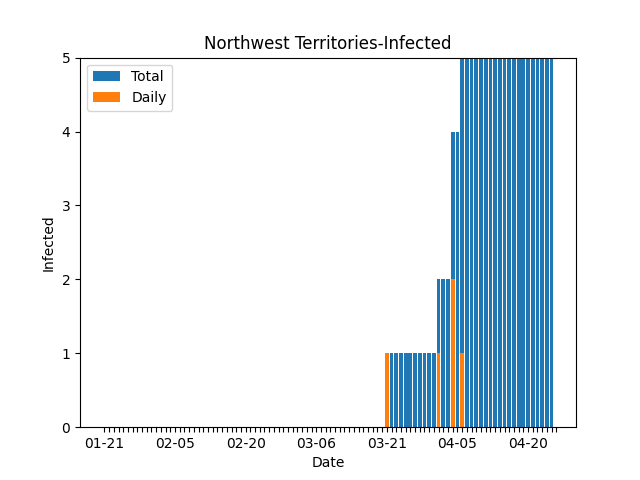 Northwest Territories-Infected
Total
Daily
5
4
3
2
1
0
Infected
01-21 02-05 02-20 03-06 03-21 04-05 04-20
Date